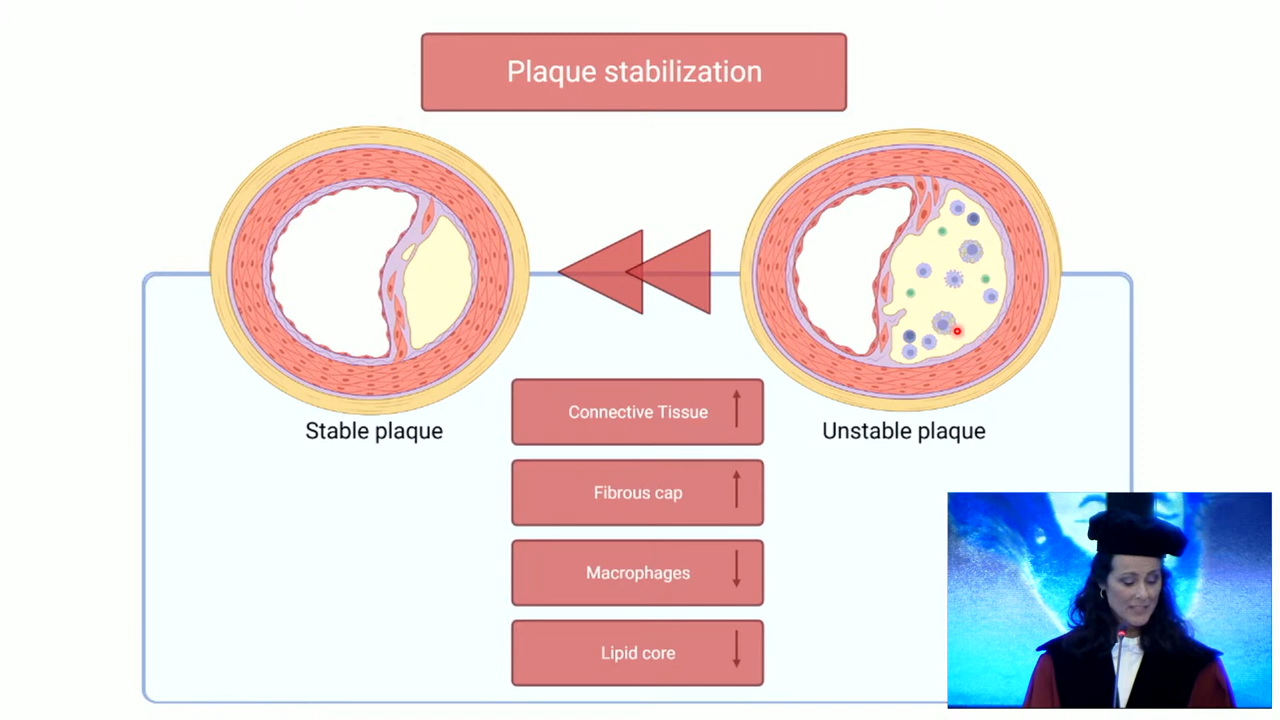 Plaque stabilization
Stable plaque
Unstable plaque
Connective Tissue ↑
Fibrous cap ↑
Macrophages ↓
Lipid core ↓